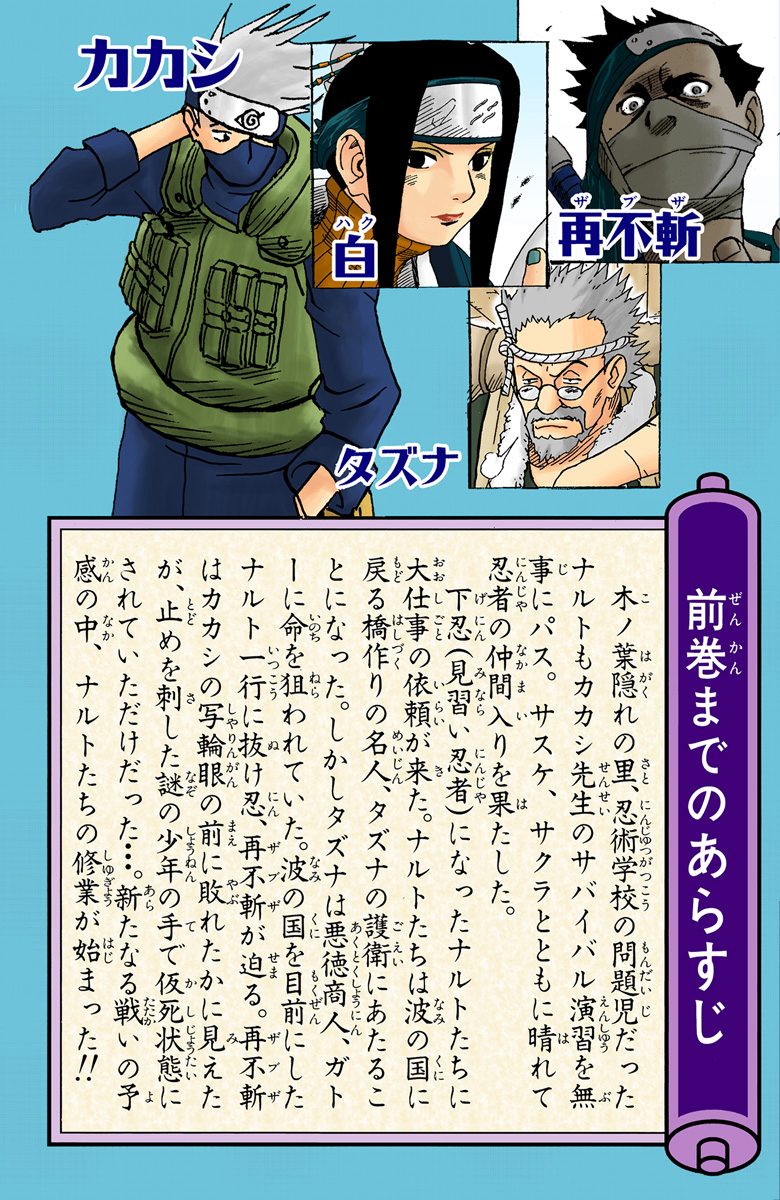 カカシ
白
ハク
再不斬
ザブザ
タズナ
前巻までのあらすじ
ぜんかん
木ノ葉隠れの里、忍術学校の問題児だった
ナルトもカカシ先生のサバイバル演習を無
事にパス。サスケ、サクラとともに晴れて
忍者の仲間入りを果たした。
下忍(見習い忍者)になったナルトたちに
大仕事の依頼が来た。ナルトたちは波の国に
戻る橋作りの名人、タズナの護衛にあたるこ
とになった。しかしタズナは悪徳商人、ガト
ーに命を狙われていた。波の国を目前にした
ナルト一行に抜け忍、再不斬が迫る。再不斬
はカカシの写輪眼の前に敗れたかに見えた
が、止めを刺した謎の少年の手で仮死状態に
されていただけだった…。新たなる戦いの予
感の中、ナルトたちの修業が始まった!!